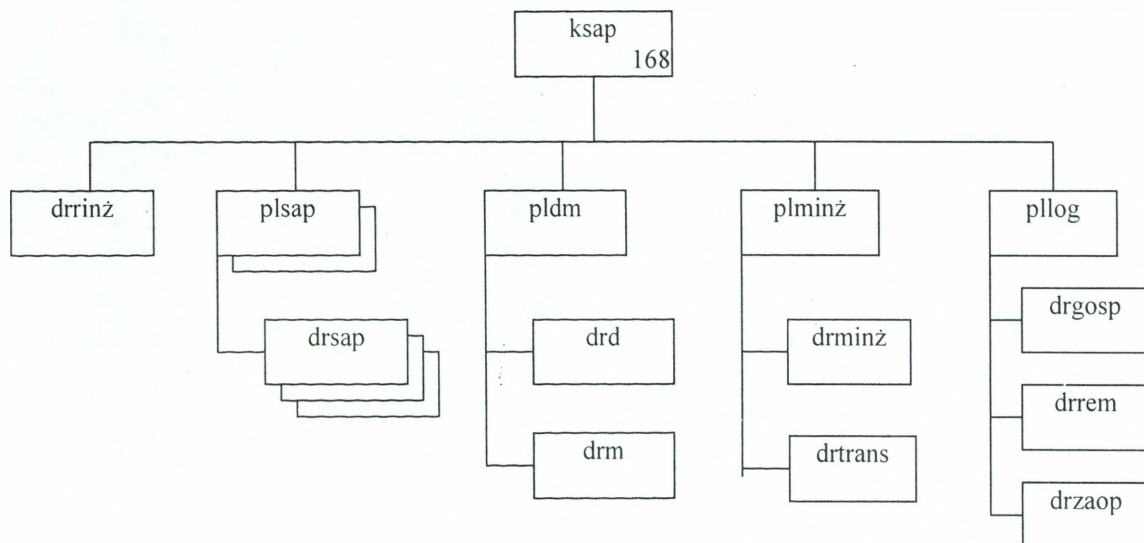 ksap
168
drrinż
plsap
pldm
plminż
pllog
drsap
drd
drminż
drgosp
drm
drtrans
drrem
drzaop